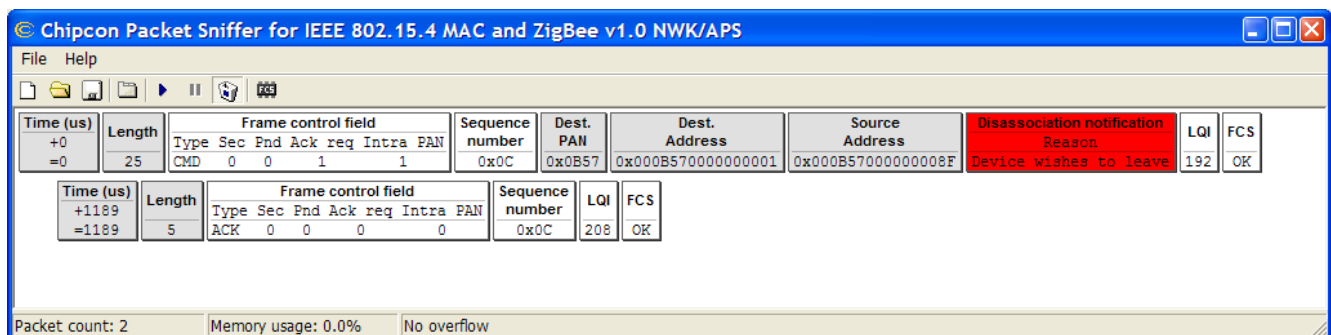 Chipcon Packet Sniffer for IEEE 802.15.4 MAC and ZigBee v1.0 NWK/APS
File Help
FCS
Time (us) +0 =0
Length 25
Frame control field
Type Sec Pnd Ack req Intra PAN
CMD 0 0 1 1
Sequence number 0x0C
Dest. PAN 0x0B57
Dest. Address 0x000B570000000001
Source Address 0x000B57000000008F
Disassociation notification
Reason
Device wishes to leave
LQI 192
FCS OK
Time (us) +1189 =1189
Length 5
Frame control field
Type Sec Pnd Ack req Intra PAN
ACK 0 0 0 0
Sequence number 0x0C
LQI 208
FCS OK
Packet count: 2 Memory usage: 0.0% No overflow